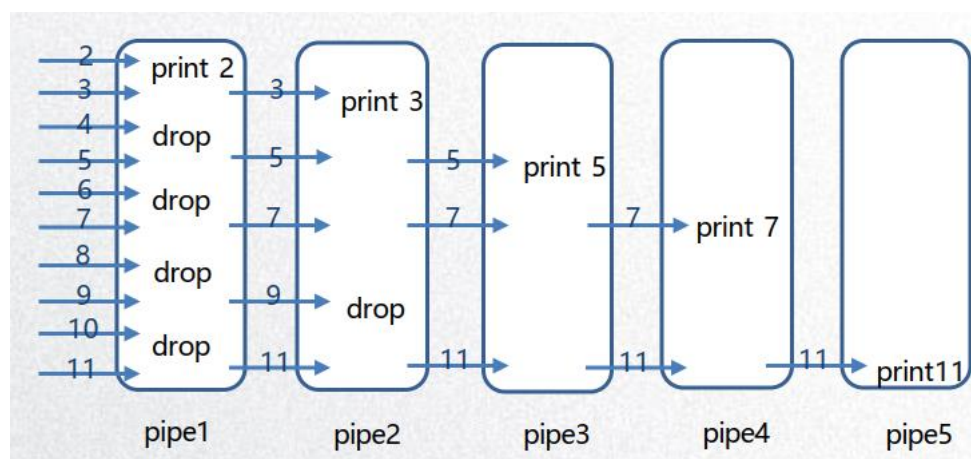 2
print 2
3
3
print 3
4
drop
5
5
5
print 5
6
drop
7
7
7
7
print 7
8
drop
9
9
drop
10
drop
11
11
11
11
11
print11
pipe1
pipe2
pipe3
pipe4
pipe5